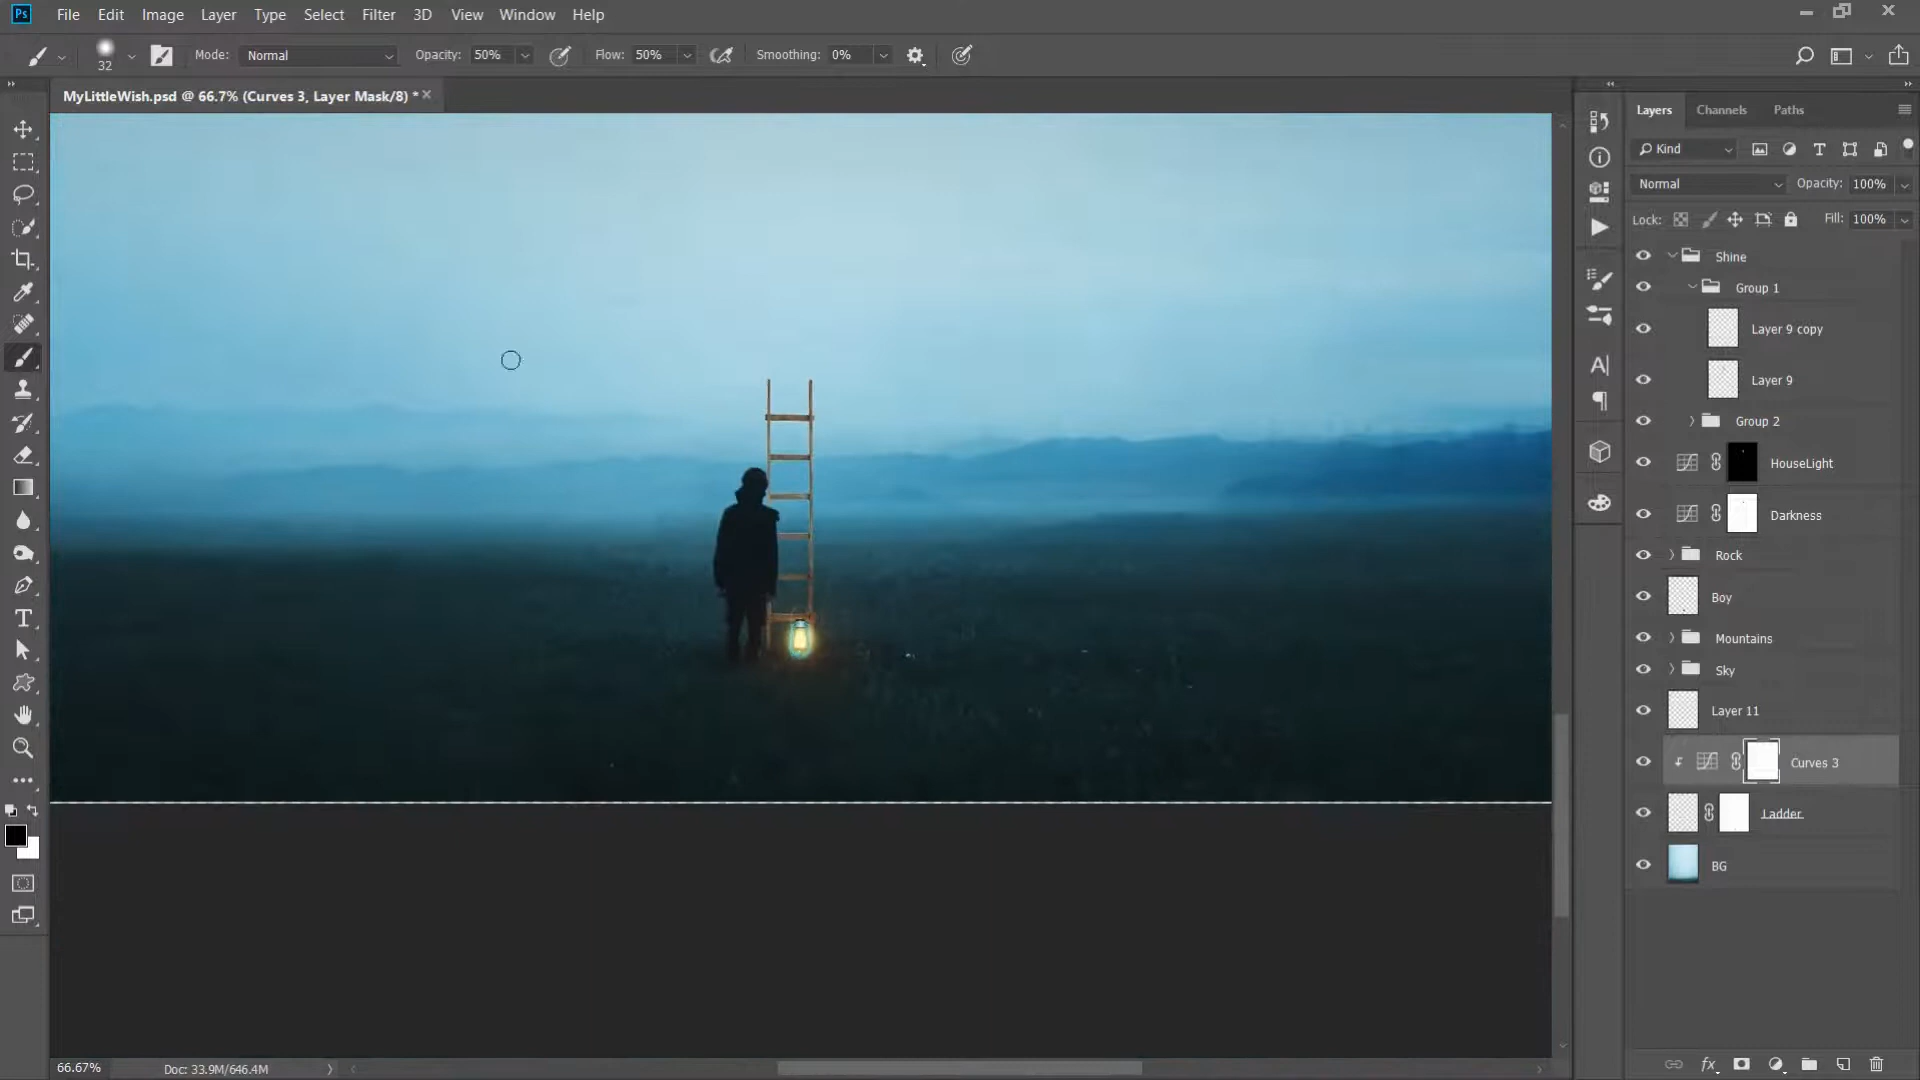 Ps File Edit Image Layer Type Select Filter 3D View Window Help
32 Mode: Normal Opacity: 50% Flow: 50% Smoothing: 0%
MyLittleWish.psd @ 66.7% (Curves 3, Layer Mask/8) *
Layers Channels Paths
Kind
Normal Opacity: 100%
Lock: Fill: 100%
Shine
Group 1
Layer 9 copy
Layer 9
Group 2
HouseLight
Darkness
Rock
Boy
Mountains
Sky
Layer 11
Curves 3
Ladder
BG
66.67% Doc: 33.9M/646.4M
fx